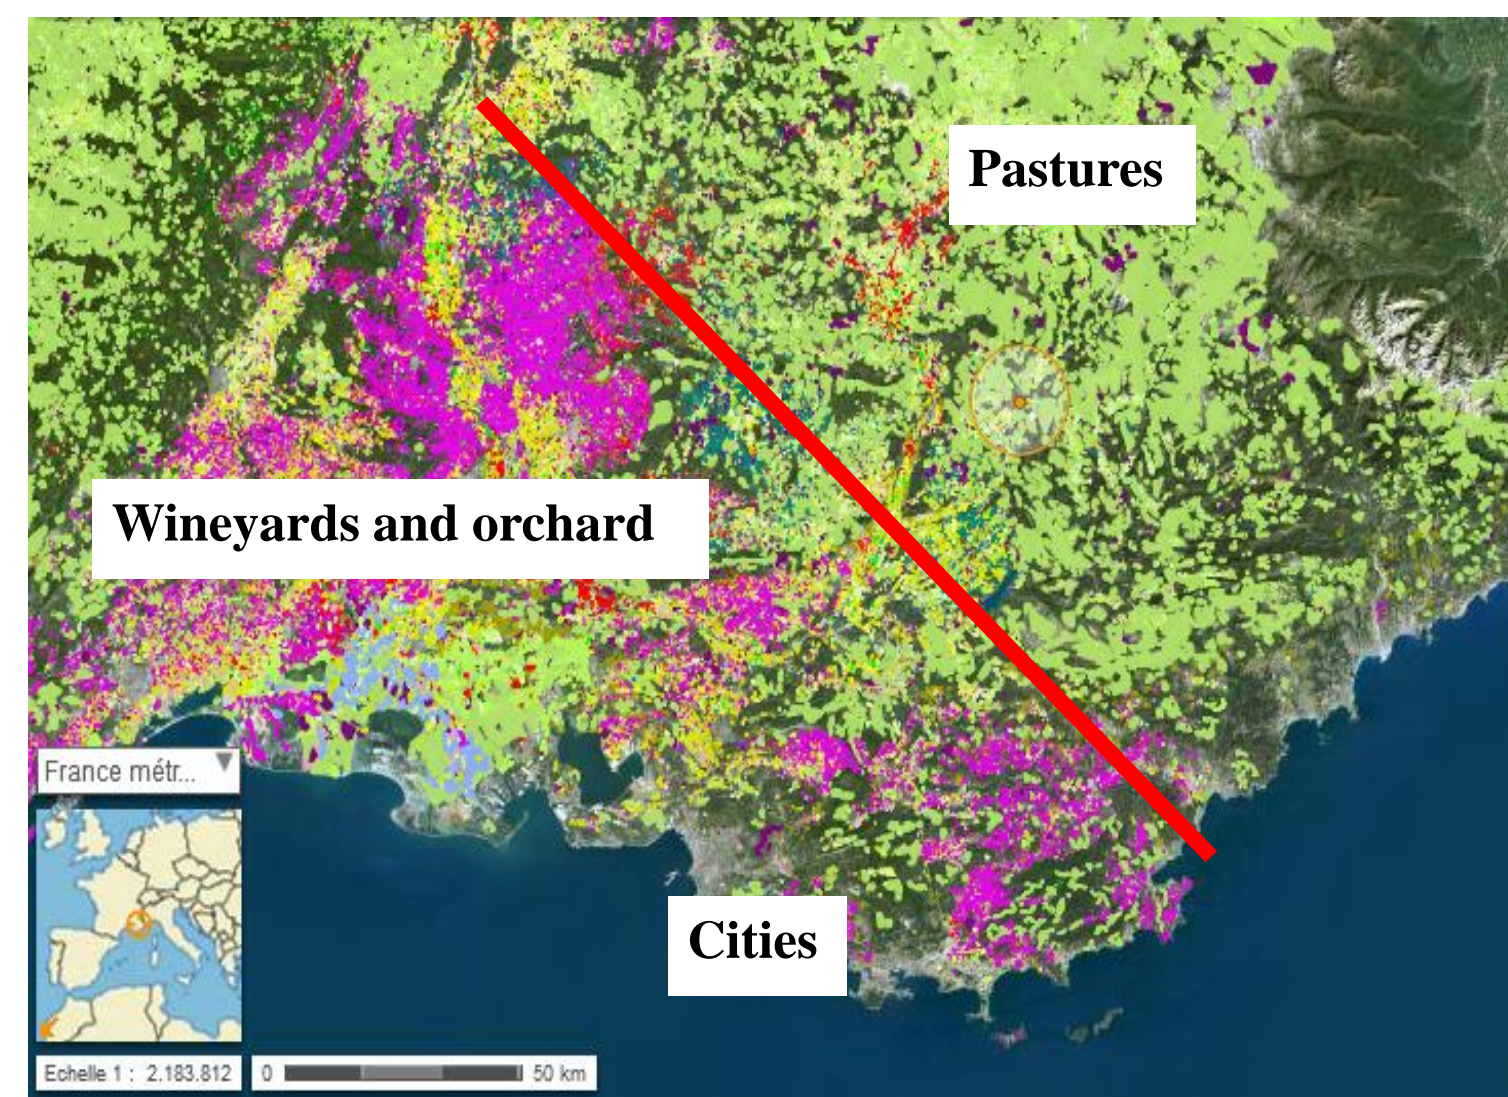 Pastures
Wineyards and orchard
Cities
France métr...
Echelle 1 : 2.183.812
0 50 km